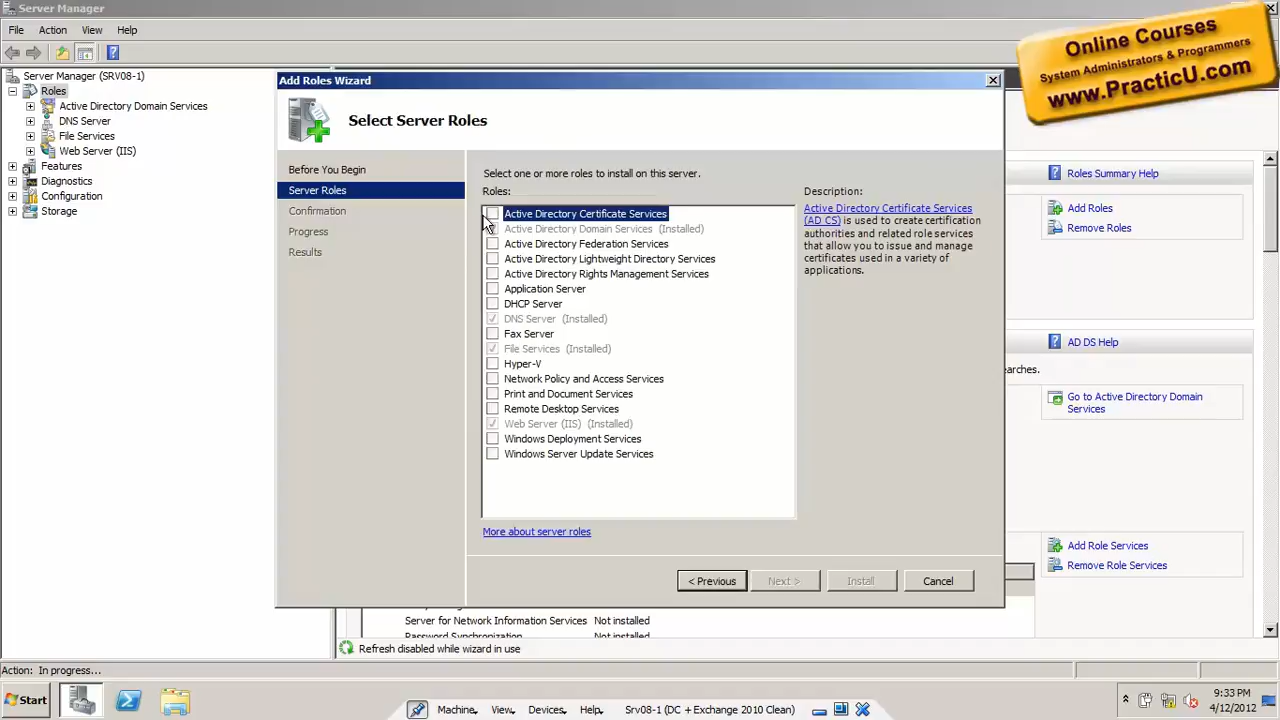 Server Manager
File Action View Help
Online Courses
System Administrators & Programmers
www.PracticU.com
Server Manager (SRV08-1)
Roles
Active Directory Domain Services
DNS Server
File Services
Web Server (IIS)
Features
Diagnostics
Configuration
Storage
Add Roles Wizard
Select Server Roles
Before You Begin
Server Roles
Confirmation
Progress
Results
Select one or more roles to install on this server.
Roles:
Active Directory Certificate Services
Active Directory Domain Services (Installed)
Active Directory Federation Services
Active Directory Lightweight Directory Services
Active Directory Rights Management Services
Application Server
DHCP Server
DNS Server (Installed)
Fax Server
File Services (Installed)
Hyper-V
Network Policy and Access Services
Print and Document Services
Remote Desktop Services
Web Server (IIS) (Installed)
Windows Deployment Services
Windows Server Update Services
More about server roles
Description:
Active Directory Certificate Services
(AD CS) is used to create certification
authorities and related role services
that allow you to issue and manage
certificates used in a variety of
applications.
< Previous Next > Install Cancel
Roles Summary Help
Add Roles
Remove Roles
AD DS Help
earches.
Go to Active Directory Domain
Services
Add Role Services
Remove Role Services
Server for Network Information Services Not installed
Password Synchronization Not installed
Refresh disabled while wizard in use
Action: In progress...
Start
Machine View Devices Help Srv08-1 (DC + Exchange 2010 Clean)
9:33 PM
4/12/2012